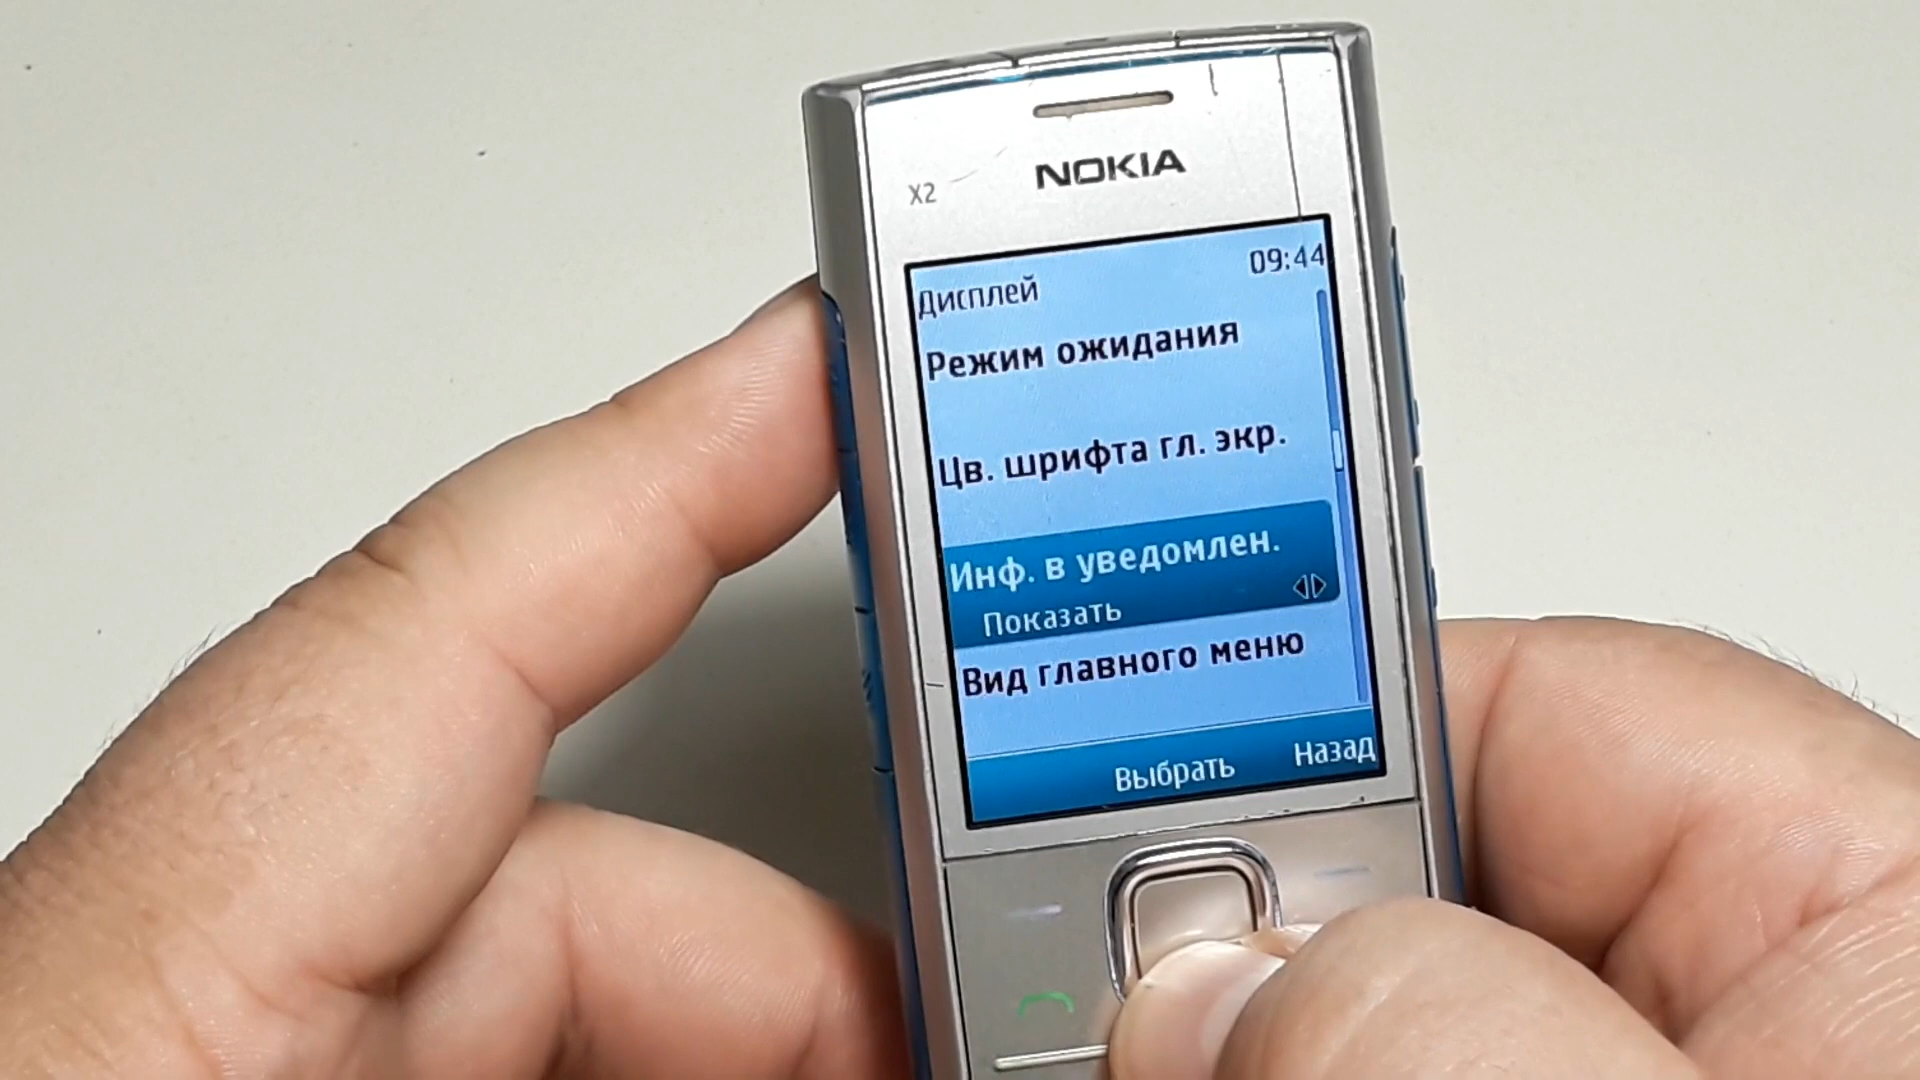 NOKIA
X2
09:44
Дисплей
Режим ожидания
Цв. шрифта гл. экр.
Инф. в уведомлен.
Показать
Вид главного меню
Выбрать Назад